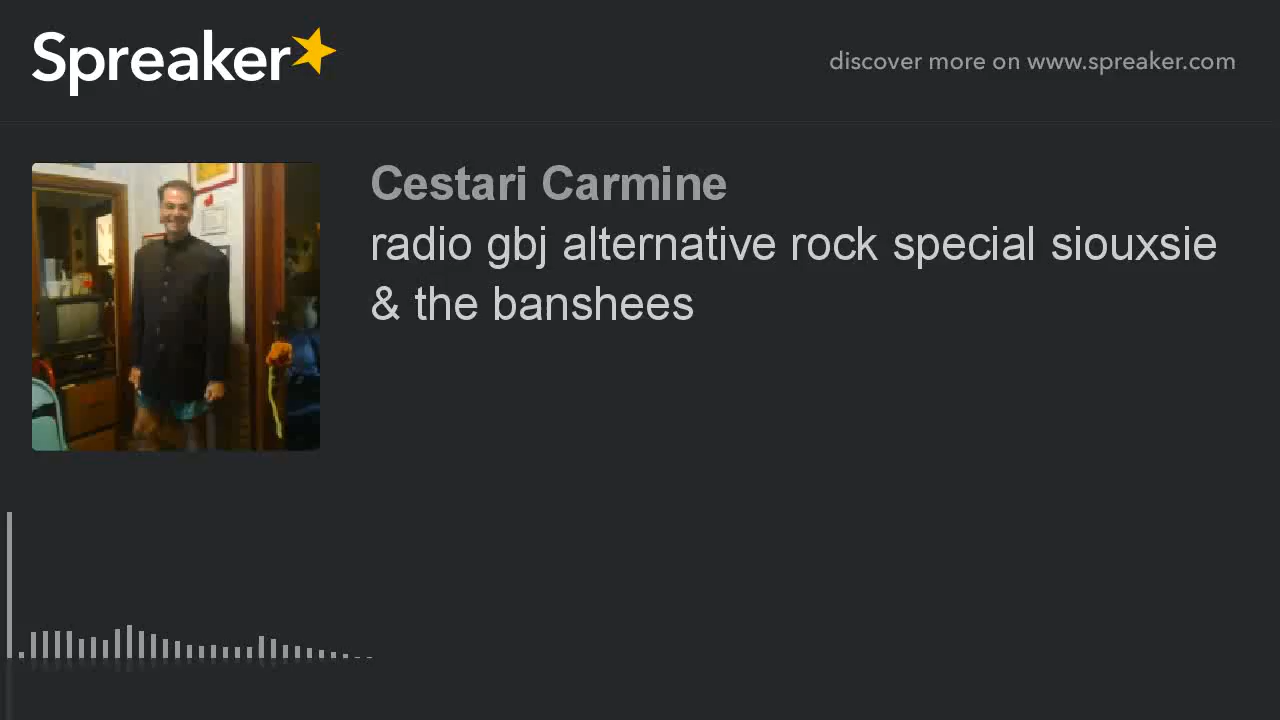 Spreaker
discover more on www.spreaker.com
Cestari Carmine
radio gbj alternative rock special siouxsie
& the banshees